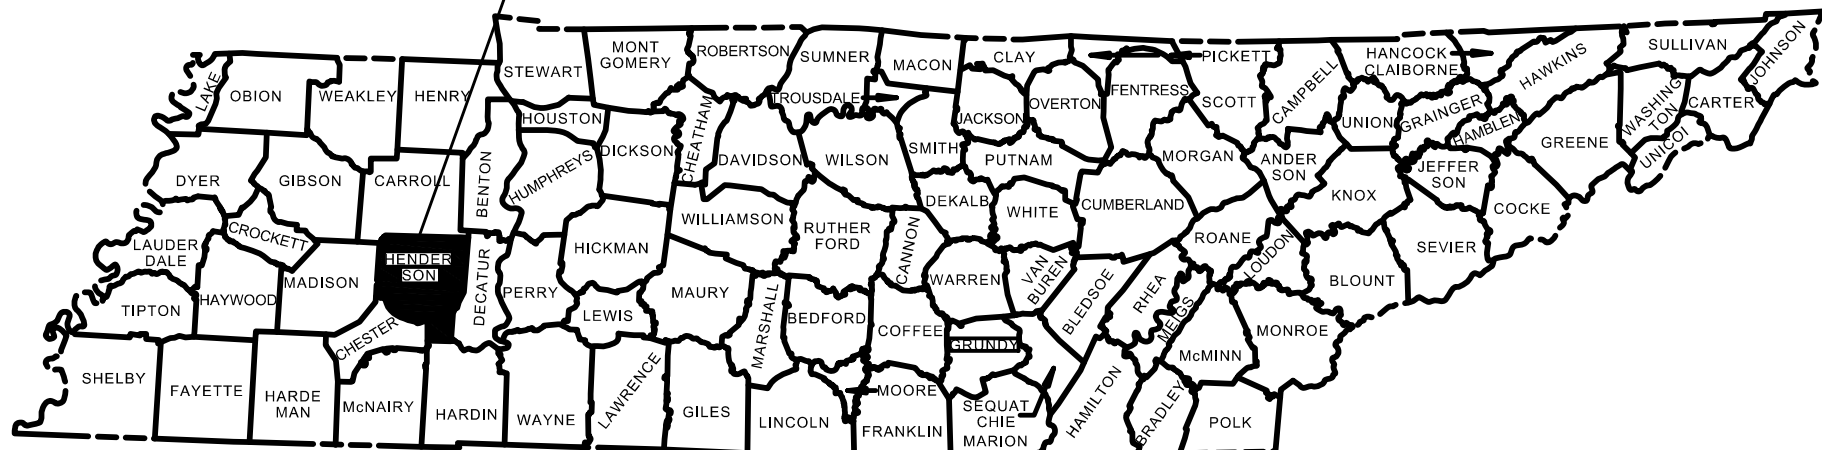 LAKE
OBION
WEAKLEY
HENRY
STEWART
MONT
GOMERY
ROBERTSON
SUMNER
MACON
CLAY
PICKETT
HANCOCK
CLAIBORNE
HAWKINS
SULLIVAN
JOHNSON
CARTER
WASHING
TON
UNICOI
GREENE
HAMBLEN
GRAINGER
UNION
CAMPBELL
SCOTT
FENTRESS
OVERTON
JACKSON
TROUSDALE
SMITH
PUTNAM
WILSON
DAVIDSON
CHEATHAM
DICKSON
HOUSTON
HUMPHREYS
BENTON
CARROLL
GIBSON
DYER
LAUDER
DALE
CROCKETT
HAYWOOD
MADISON
HENDER
SON
DECATUR
PERRY
HICKMAN
WILLIAMSON
RUTHER
FORD
CANNON
DEKALB
WHITE
CUMBERLAND
MORGAN
ANDER
SON
KNOX
JEFFER
SON
COCKE
SEVIER
BLOUNT
LOUDON
ROANE
RHEA
MEIGS
BLEDSOE
VAN
BUREN
WARREN
COFFEE
BEDFORD
MARSHALL
MAURY
LEWIS
TIPTON
SHELBY
FAYETTE
HARDE
MAN
CHESTER
McNAIRY
HARDIN
WAYNE
LAWRENCE
GILES
LINCOLN
MOORE
FRANKLIN
GRUNDY
SEQUAT
CHIE
MARION
HAMILTON
BRADLEY
McMINN
POLK
MONROE